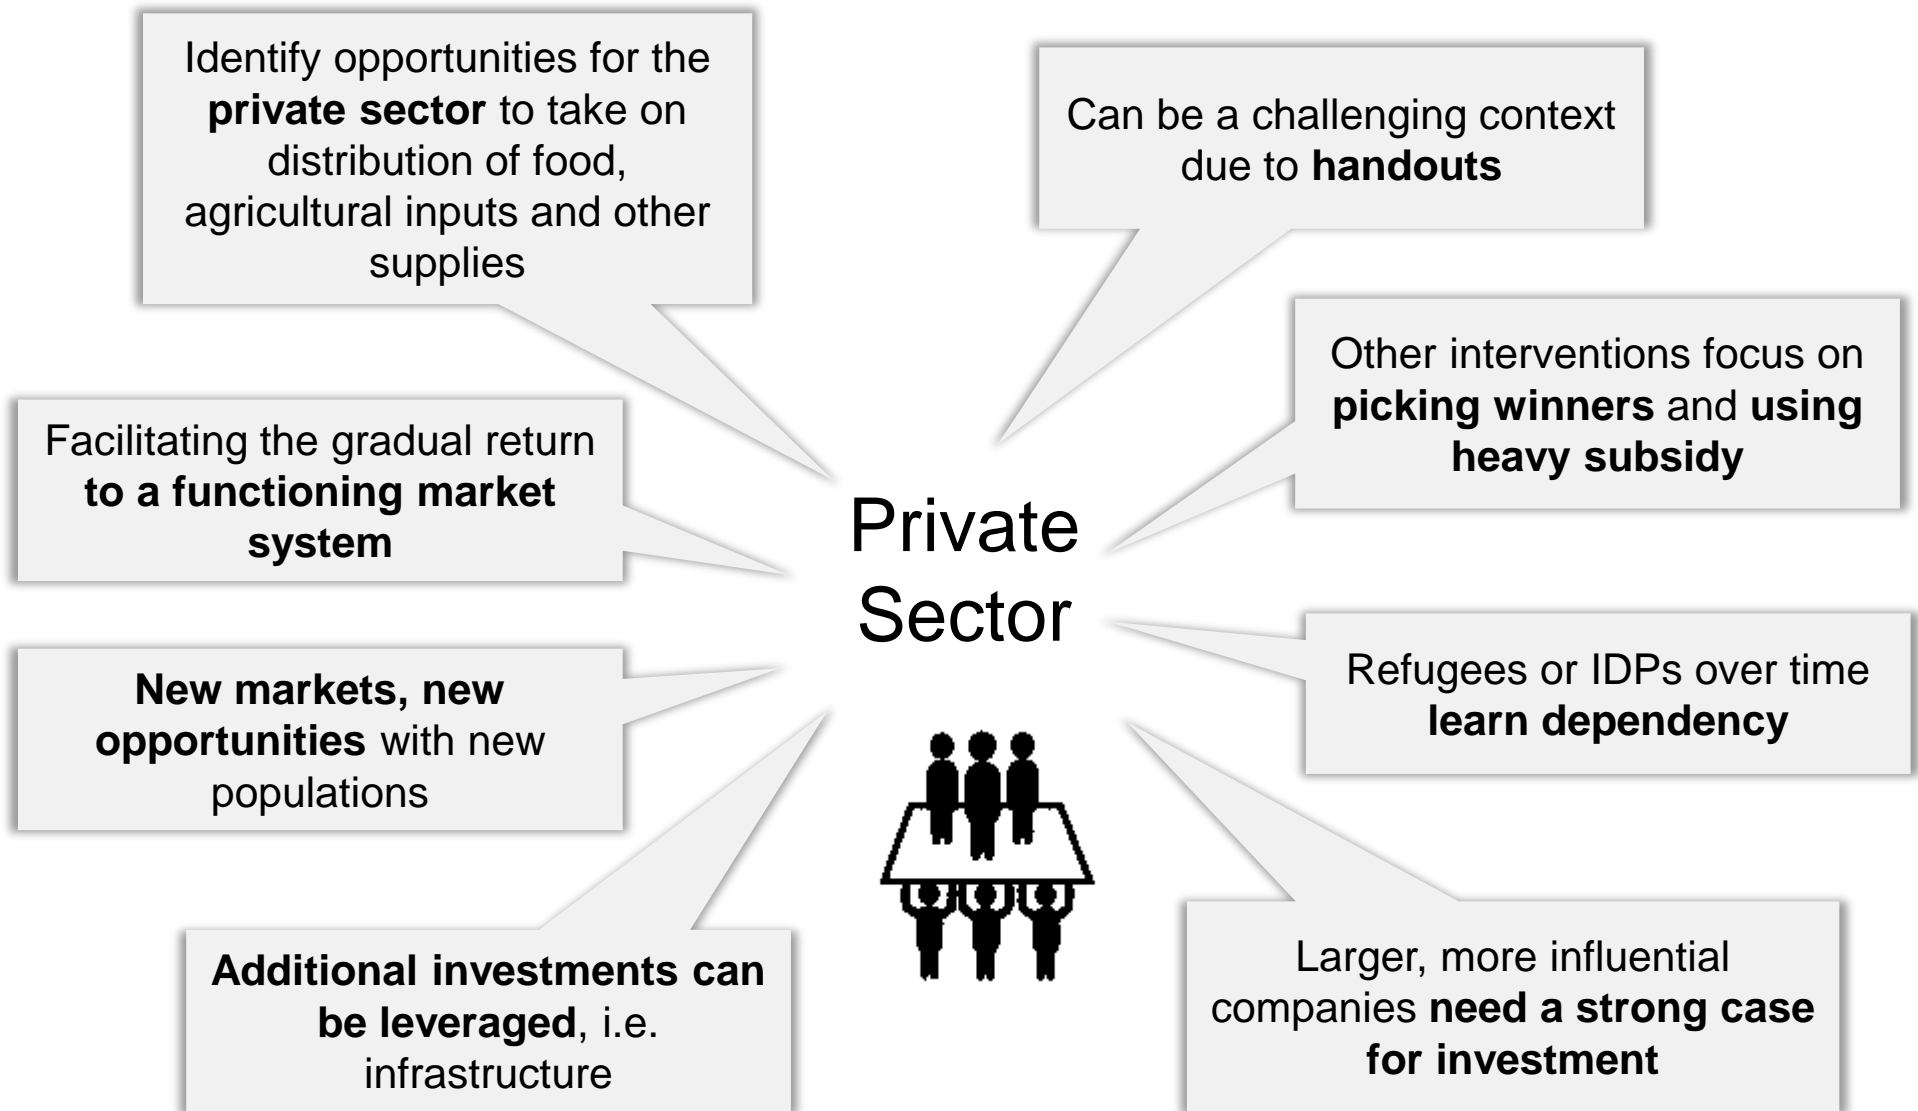 Identify opportunities for the
private sector to take on
distribution of food,
agricultural inputs and other
supplies
Can be a challenging context
due to handouts
Other interventions focus on
picking winners and using
heavy subsidy
Facilitating the gradual return
to a functioning market
system
Private
Sector
New markets, new
opportunities with new
populations
Refugees or IDPs over time
learn dependency
Additional investments can
be leveraged, i.e.
infrastructure
Larger, more influential
companies need a strong case
for investment